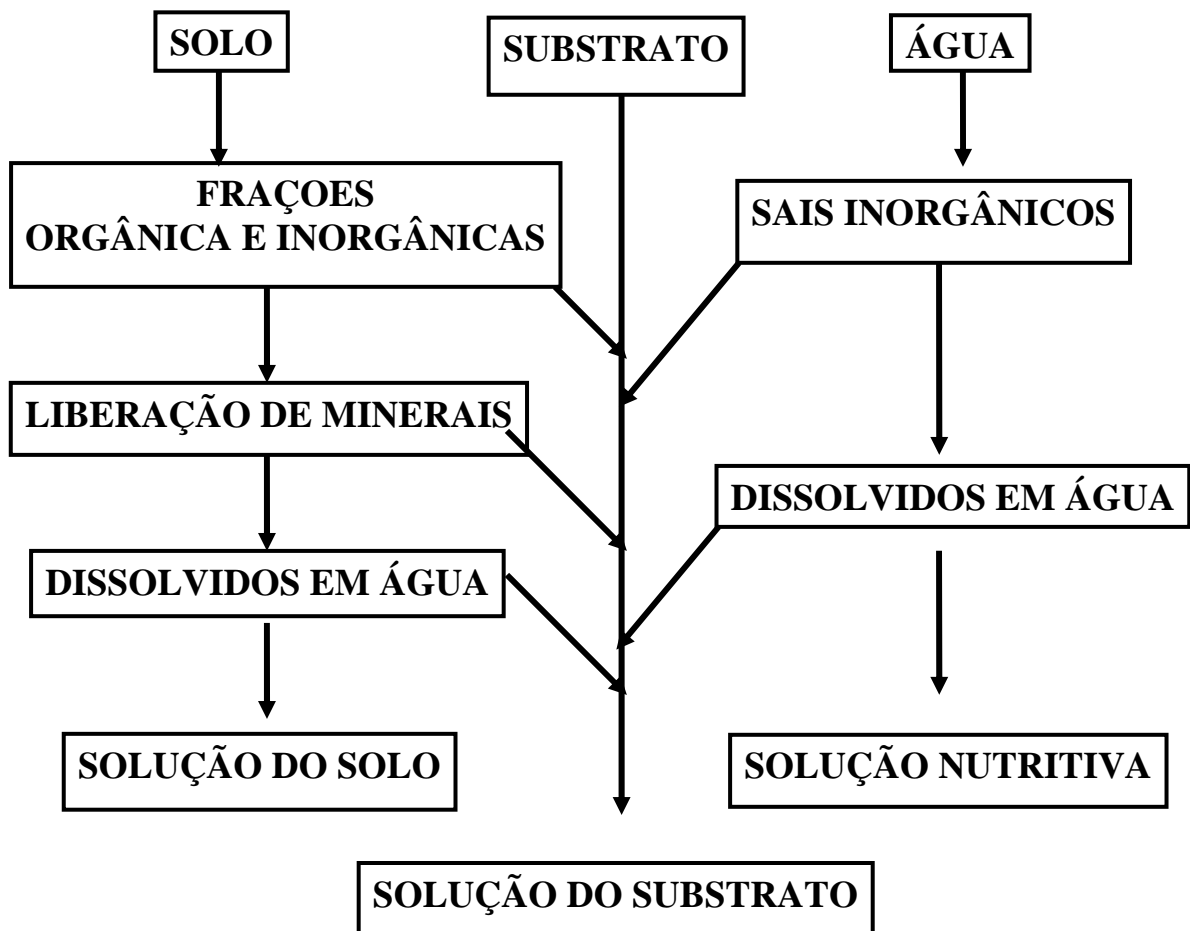 SOLO
SUBSTRATO
ÁGUA
FRAÇOES
ORGÂNICA E INORGÂNICAS
SAIS INORGÂNICOS
LIBERAÇÃO DE MINERAIS
DISSOLVIDOS EM ÁGUA
DISSOLVIDOS EM ÁGUA
SOLUÇÃO DO SOLO
SOLUÇÃO NUTRITIVA
SOLUÇÃO DO SUBSTRATO